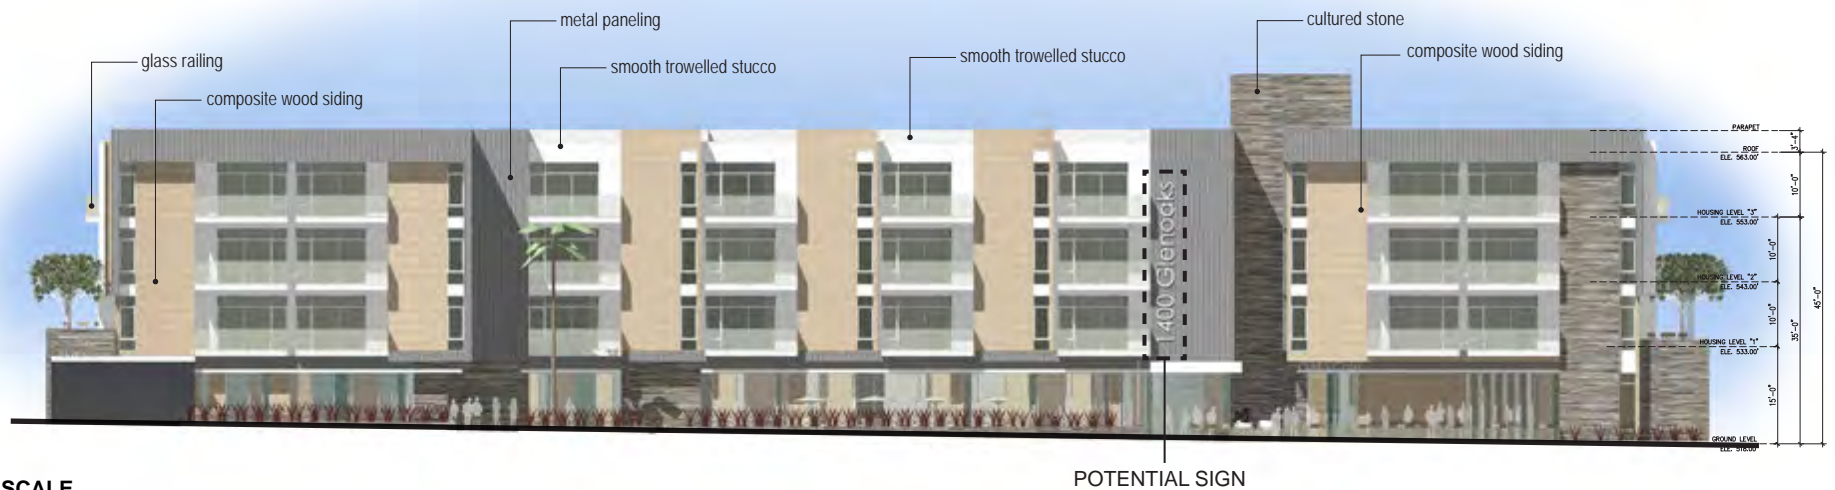 metal paneling
cultured stone
glass railing
smooth trowelled stucco
smooth trowelled stucco
composite wood siding
composite wood siding
PARAPET
3'-4"
ROOF
ELE. 563.00'
10'-0"
1400 Glenoaks
HOUSING LEVEL "3"
ELE. 553.00'
10'-0"
HOUSING LEVEL "2"
ELE. 543.00'
10'-0"
35'-0"
45'-0"
HOUSING LEVEL "1"
ELE. 533.00'
15'-0"
GROUND LEVEL
ELE. 518.00'
POTENTIAL SIGN
SCALE